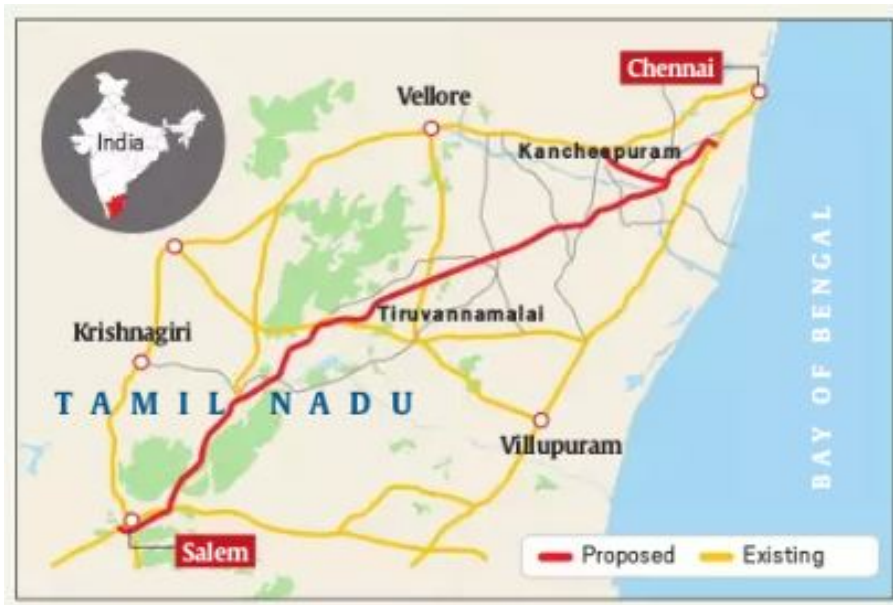 Chennai
Vellore
India
Kancheepuram
Tiruvannamalai
Krishnagiri
TAMIL NADU
BAY OF BENGAL
Villupuram
Salem
Proposed
Existing